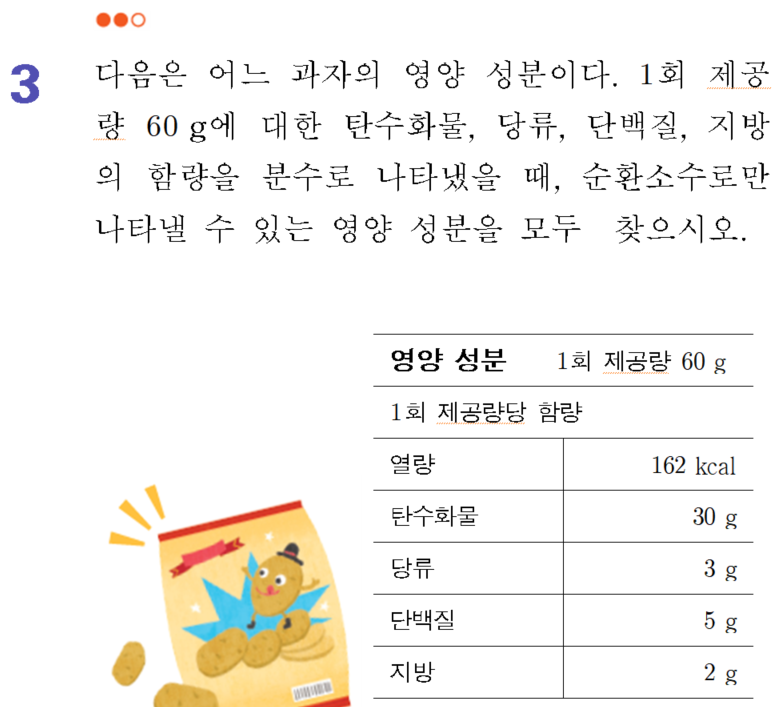 3 다음은 어느 과자의 영양 성분이다. 1회 제공
량 60 g에 대한 탄수화물, 당류, 단백질, 지방
의 함량을 분수로 나타냈을 때, 순환소수로만
나타낼 수 있는 영양 성분을 모두 찾으시오.
영양 성분 1회 제공량 60 g
1회 제공량당 함량
열량 162 kcal
탄수화물 30 g
당류 3 g
단백질 5 g
지방 2 g